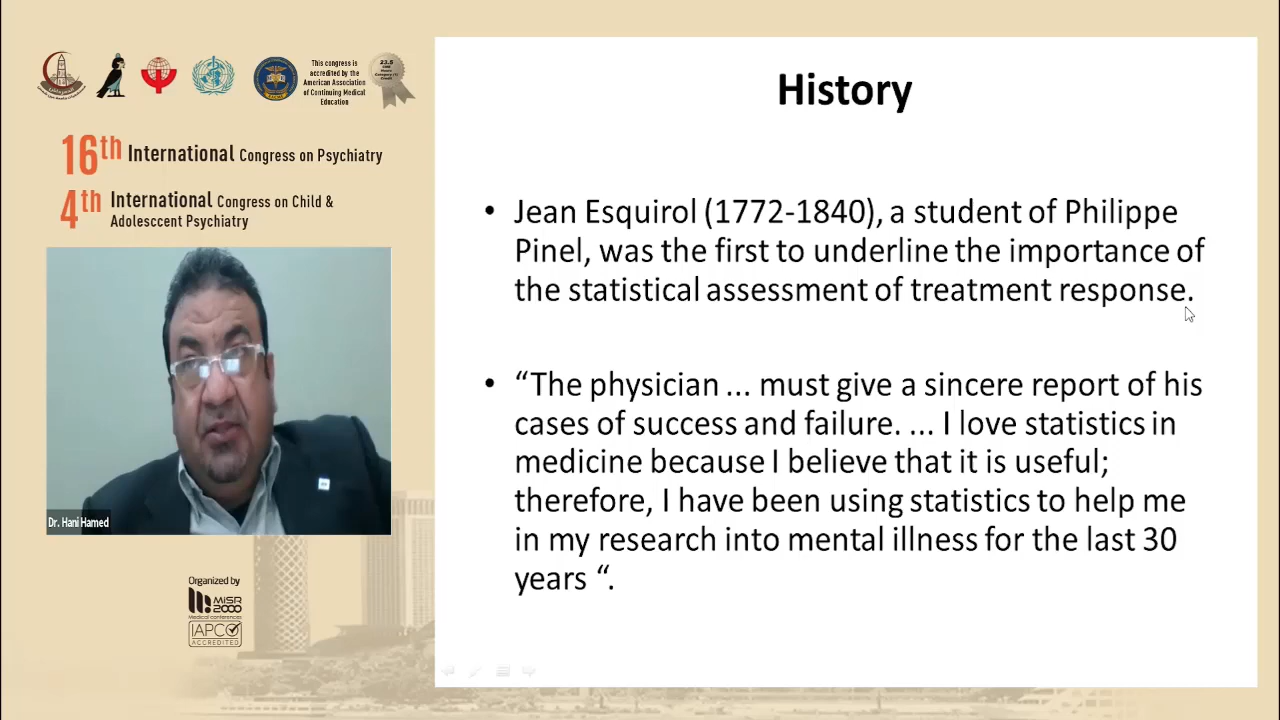 This congress is
accredited by the
American Association
of Continuing Medical
Education
23.5
16th International Congress on Psychiatry
4th International Congress on Child &
Adolesccent Psychiatry
Dr. Hani Hamed
Organized by
MiSR
2000
Medical conferences
IAPCO
ACCREDITED
History
• Jean Esquirol (1772-1840), a student of Philippe
Pinel, was the first to underline the importance of
the statistical assessment of treatment response.
• “The physician ... must give a sincere report of his
cases of success and failure. ... I love statistics in
medicine because I believe that it is useful;
therefore, I have been using statistics to help me
in my research into mental illness for the last 30
years “.